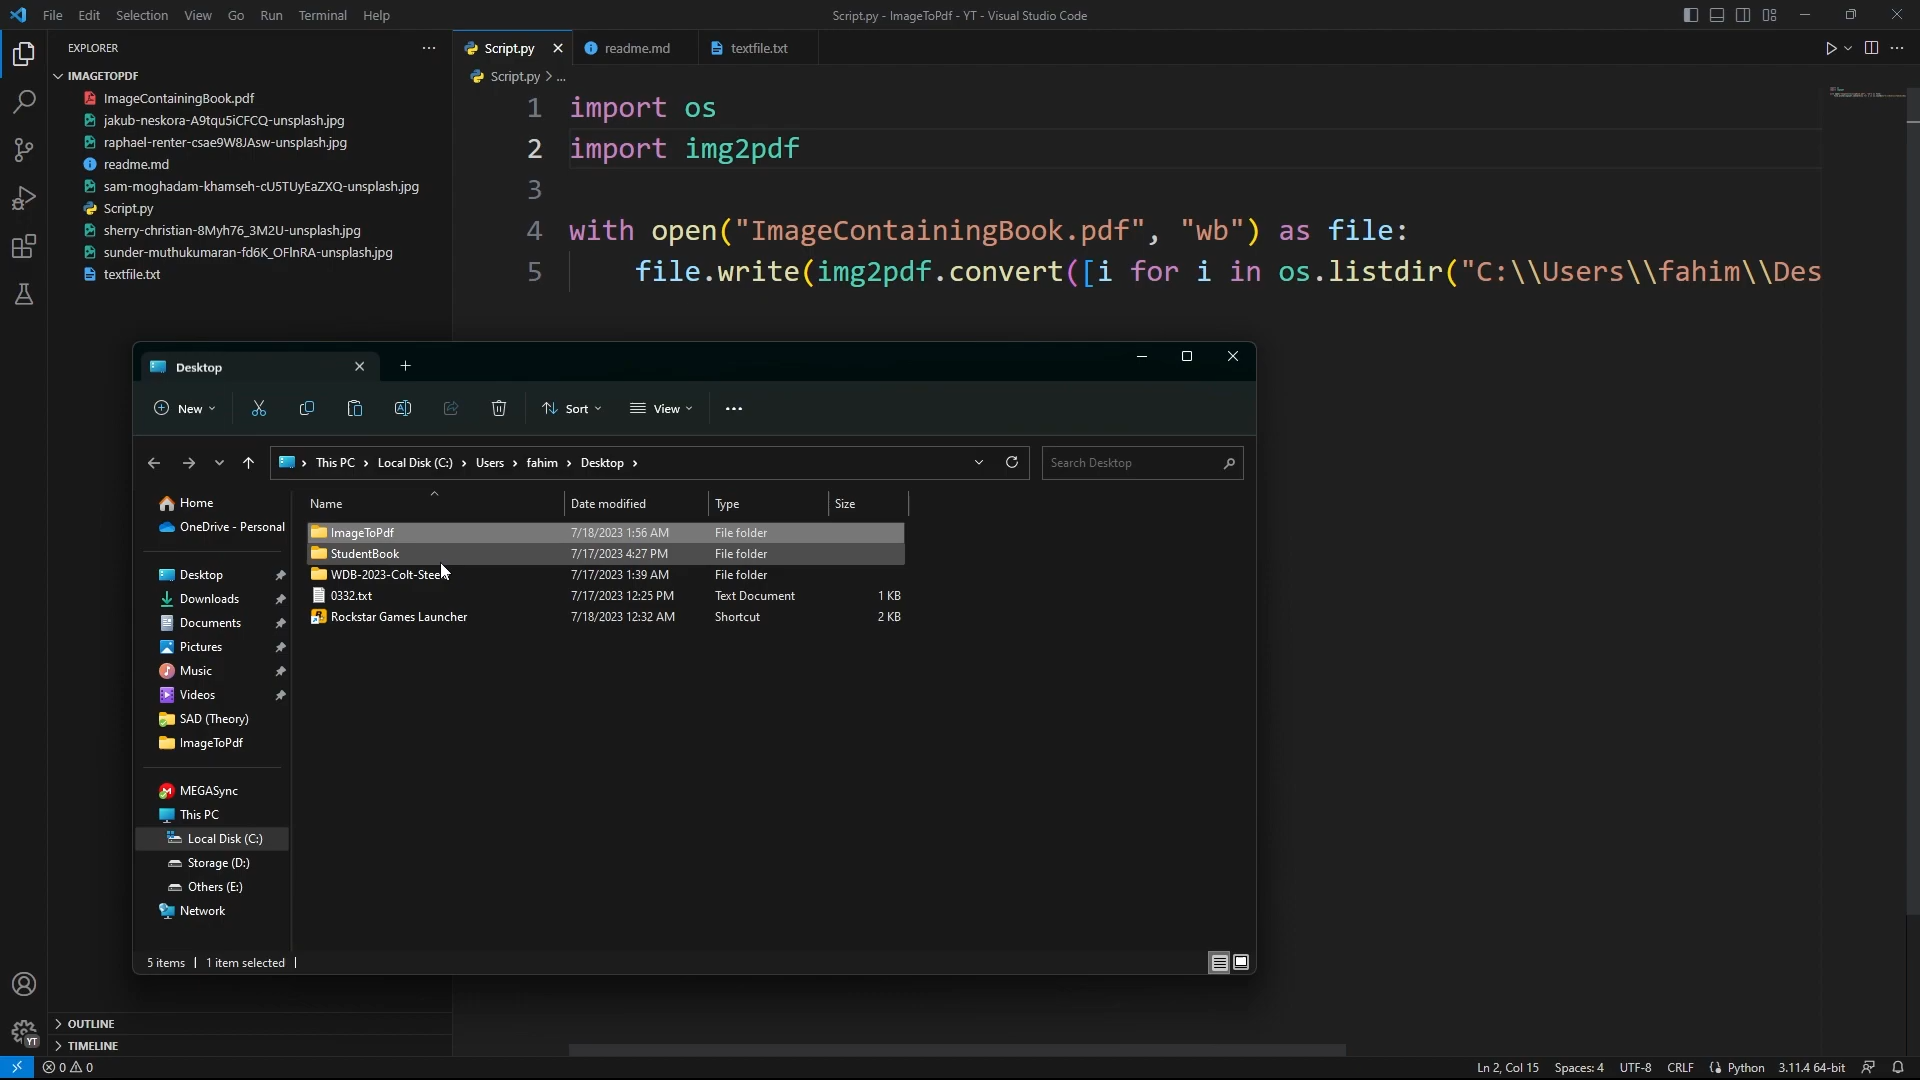 File Edit Selection View Go Run Terminal Help
Script.py - ImageToPdf - YT - Visual Studio Code
EXPLORER
IMAGETOPDF
ImageContainingBook.pdf
jakub-neskora-A9tqu5iCFCQ-unsplash.jpg
raphael-renter-csae9W8JAsw-unsplash.jpg
readme.md
sam-moghadam-khamseh-cU5TUyEaZXQ-unsplash.jpg
Script.py
sherry-christian-8Myh76_3M2U-unsplash.jpg
sunder-muthukumaran-fd6K_OFlnRA-unsplash.jpg
textfile.txt
Script.py readme.md textfile.txt
Script.py > ...
1 import os
2 import img2pdf
3
4 with open("ImageContainingBook.pdf", "wb") as file:
5 file.write(img2pdf.convert([i for i in os.listdir("C:\\Users\\fahim\\Des
Desktop
New Sort View
This PC > Local Disk (C:) > Users > fahim > Desktop >
Search Desktop
Name Date modified Type Size
ImageToPdf 7/18/2023 1:56 AM File folder
StudentBook 7/17/2023 4:27 PM File folder
WDB-2023-Colt-Steele 7/17/2023 1:39 AM File folder
0332.txt 7/17/2023 12:25 PM Text Document 1 KB
Rockstar Games Launcher 7/18/2023 12:32 AM Shortcut 2 KB
Home
OneDrive - Personal
Desktop
Downloads
Documents
Pictures
Music
Videos
SAD (Theory)
ImageToPdf
MEGASync
This PC
Local Disk (C:)
Storage (D:)
Others (E:)
Network
5 items 1 item selected
YT
OUTLINE
TIMELINE
0 0
Ln 2, Col 15 Spaces: 4 UTF-8 CRLF Python 3.11.4 64-bit